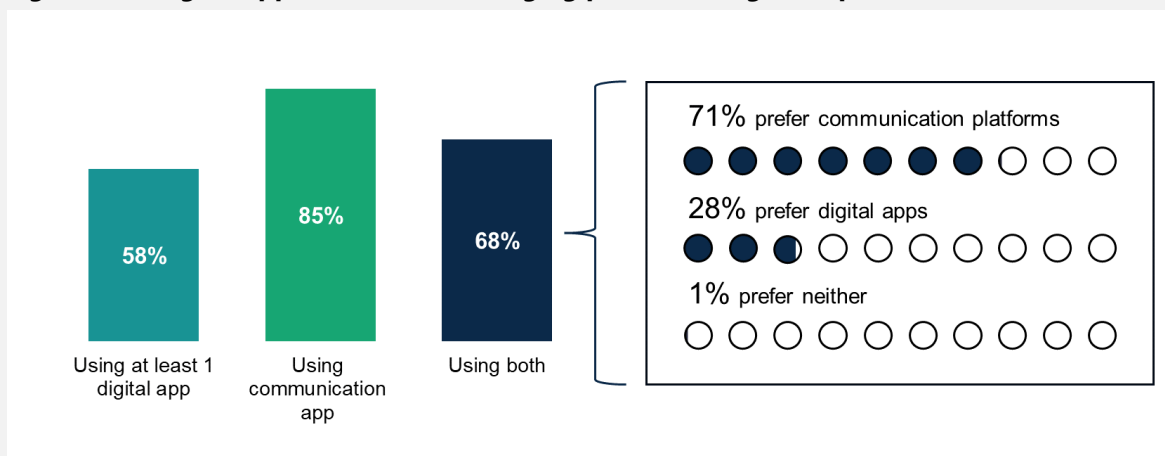 58%
85%
68%
Using at least 1
digital app
Using
communication
app
Using both
71% prefer communication platforms
28% prefer digital apps
1% prefer neither